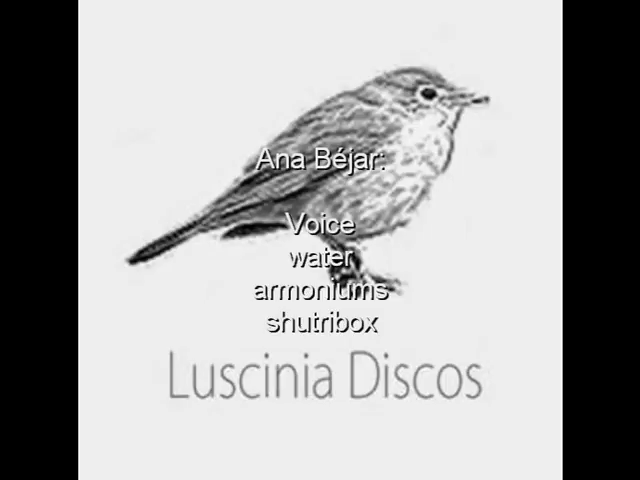 Ana Béjar:
Voice
water
armoniums
shutribox
Luscinia Discos